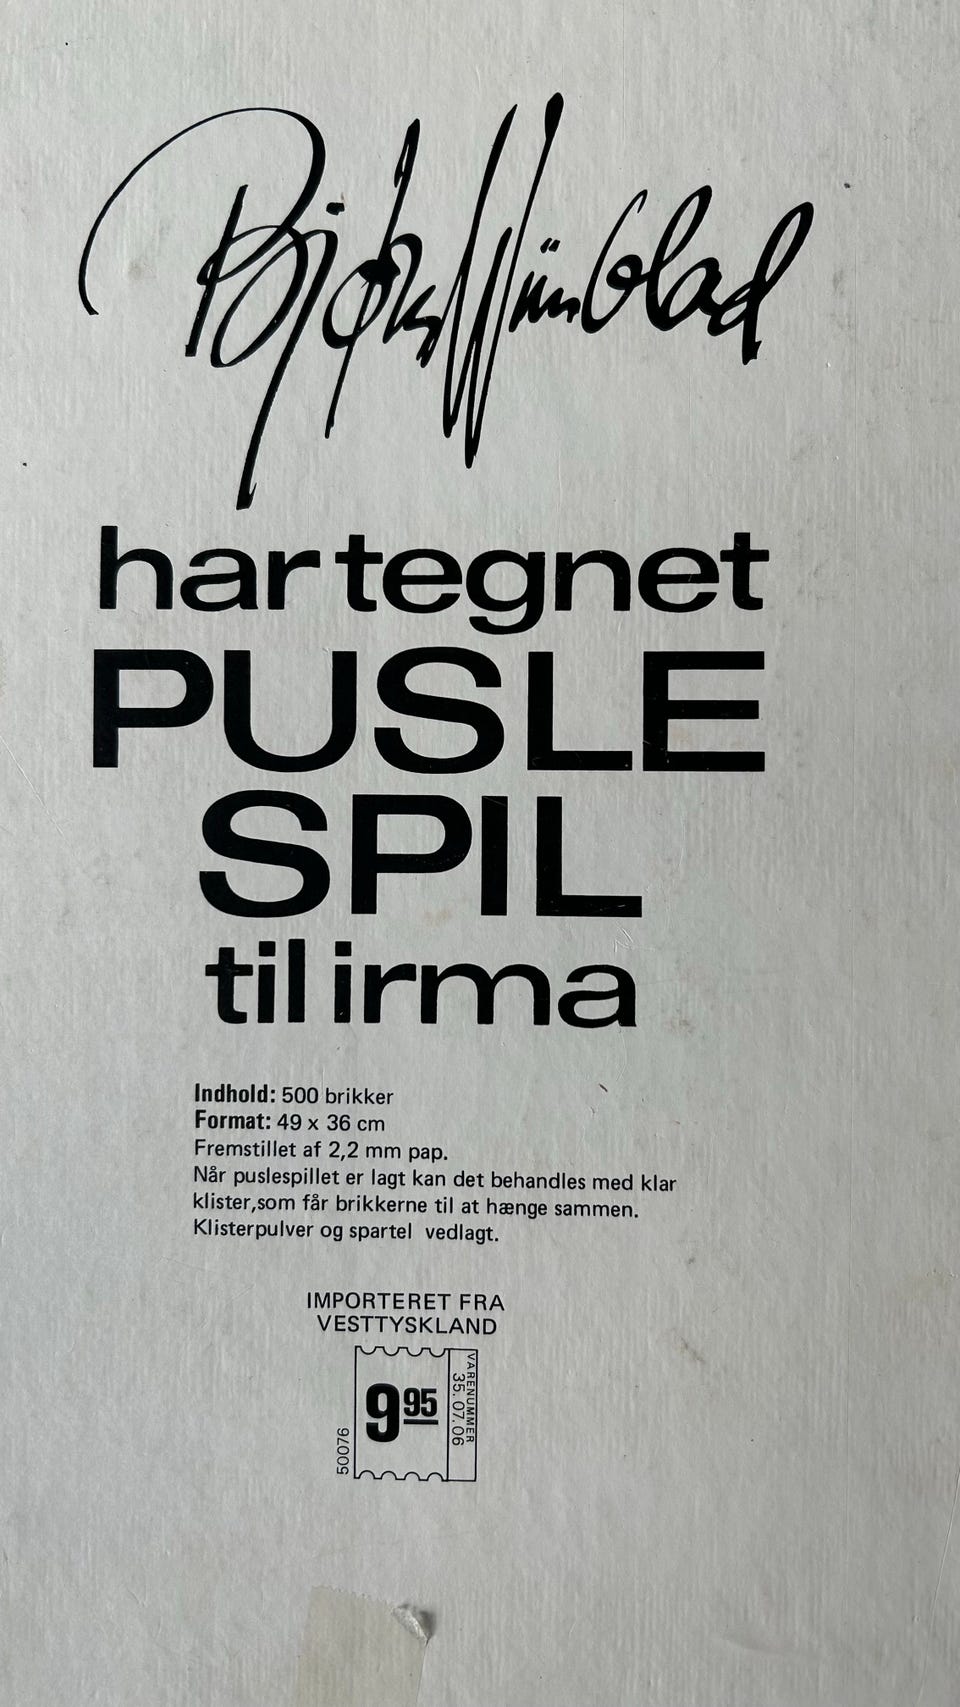 Bjørn Wiinblad
har tegnet
PUSLE
SPIL
til irma
Indhold: 500 brikker
Format: 49 x 36 cm
Fremstillet af 2,2 mm pap.
Når puslespillet er lagt kan det behandles med klar
klister,som får brikkerne til at hænge sammen.
Klisterpulver og spartel vedlagt.
IMPORTERET FRA
VESTTYSKLAND
9 95
VARENUMMER
35.07.06
50076